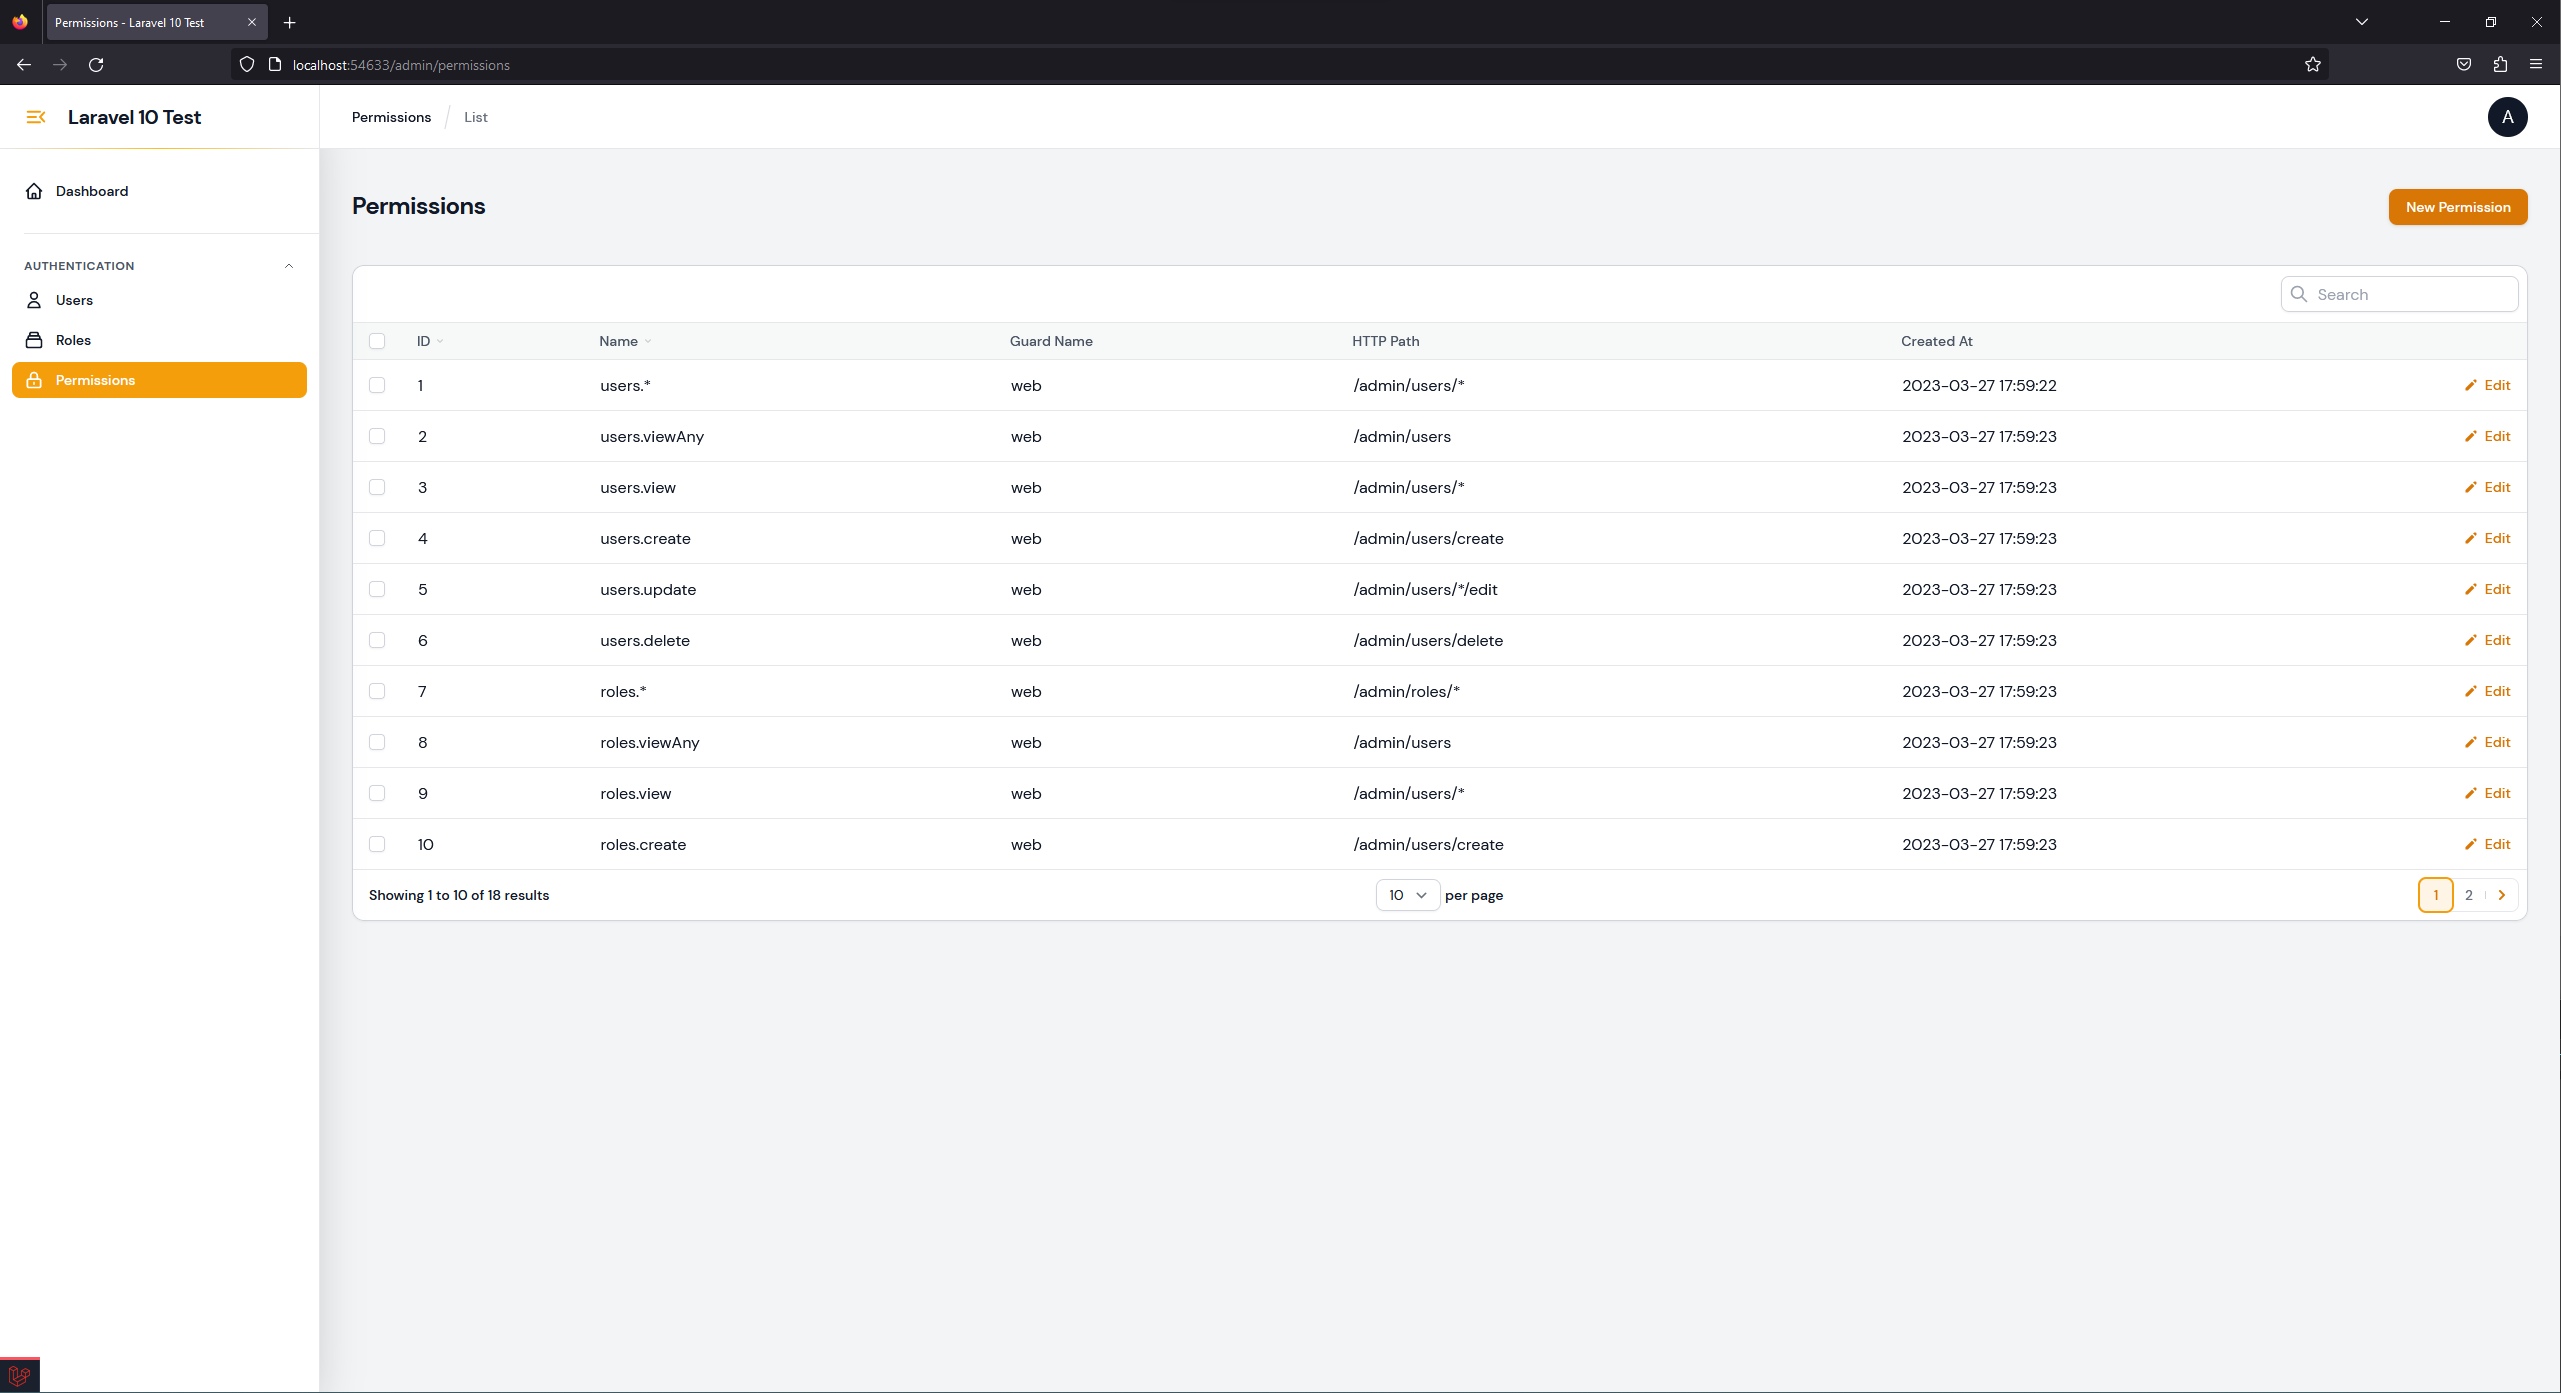 Permissions - Laravel 10 Test
localhost:54633/admin/permissions
Laravel 10 Test
Permissions / List
A
Dashboard
AUTHENTICATION
Users
Roles
Permissions
Permissions
New Permission
Search
ID Name Guard Name HTTP Path Created At
1 users.* web /admin/users/* 2023-03-27 17:59:22 Edit
2 users.viewAny web /admin/users 2023-03-27 17:59:23 Edit
3 users.view web /admin/users/* 2023-03-27 17:59:23 Edit
4 users.create web /admin/users/create 2023-03-27 17:59:23 Edit
5 users.update web /admin/users/*/edit 2023-03-27 17:59:23 Edit
6 users.delete web /admin/users/delete 2023-03-27 17:59:23 Edit
7 roles.* web /admin/roles/* 2023-03-27 17:59:23 Edit
8 roles.viewAny web /admin/users 2023-03-27 17:59:23 Edit
9 roles.view web /admin/users/* 2023-03-27 17:59:23 Edit
10 roles.create web /admin/users/create 2023-03-27 17:59:23 Edit
Showing 1 to 10 of 18 results 10 per page 1 2